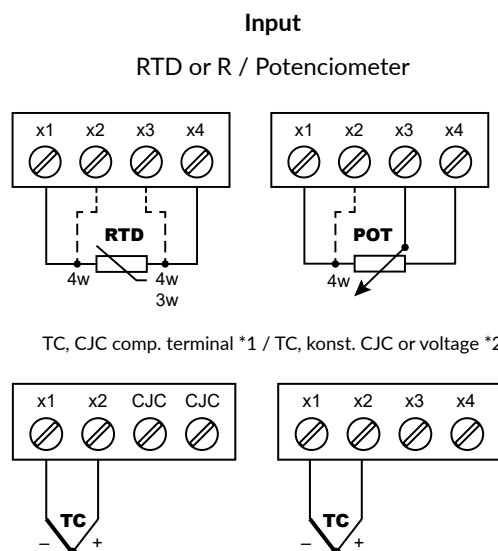 Input
RTD or R / Potenciometer
x1 x2 x3 x4 x1 x2 x3 x4
RTD POT
4w 4w 4w
3w
TC, CJC comp. terminal *1 / TC, konst. CJC or voltage *2
x1 x2 CJC CJC x1 x2 x3 x4
TC TC
– + – +